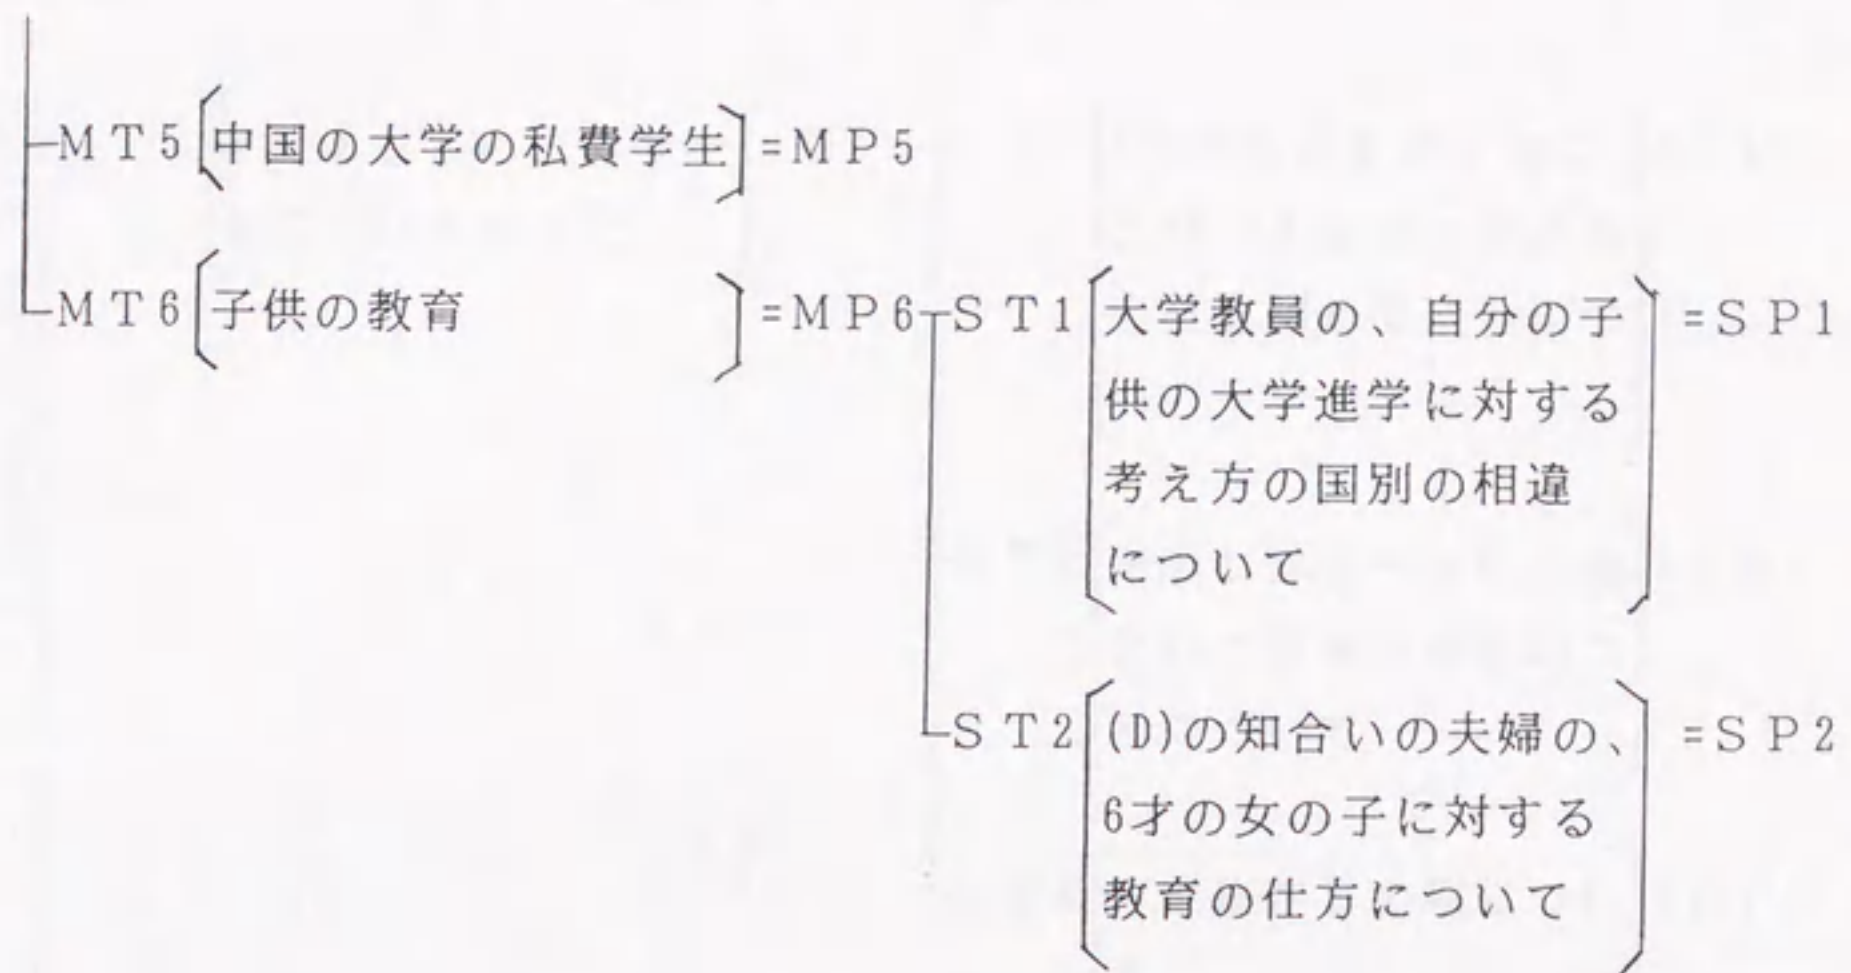 MT5[中国の大学の私費学生]=MP5
MT6[子供の教育]=MP6
ST1[大学教員の、自分の子
供の大学進学に対する
考え方の国別の相違
について]=SP1
ST2[(D)の知合いの夫婦の、
6才の女の子に対する
教育の仕方について]=SP2